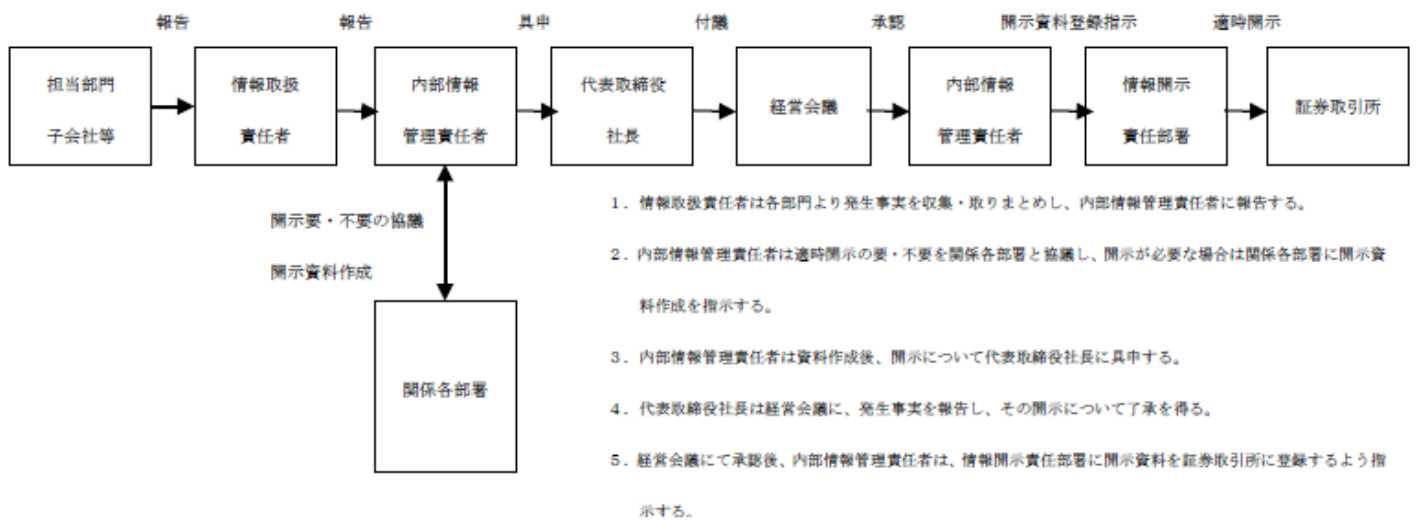 報告 報告 具申 付議 承認 開示資料登録指示 適時開示
担当部門
子会社等
情報取扱
責任者
内部情報
管理責任者
代表取締役
社長
経営会議
内部情報
管理責任者
情報開示
責任部署
証券取引所
開示要・不要の協議
開示資料作成
関係各部署
1．情報取扱責任者は各部門より発生事実を収集・取りまとめし、内部情報管理責任者に報告する。
2．内部情報管理責任者は適時開示の要・不要を関係各部署と協議し、開示が必要な場合は関係各部署に開示資
料作成を指示する。
3．内部情報管理責任者は資料作成後、開示について代表取締役社長に具申する。
4．代表取締役社長は経営会議に、発生事実を報告し、その開示について了承を得る。
5．経営会議にて承認後、内部情報管理責任者は、情報開示責任部署に開示資料を証券取引所に登録するよう指
示する。